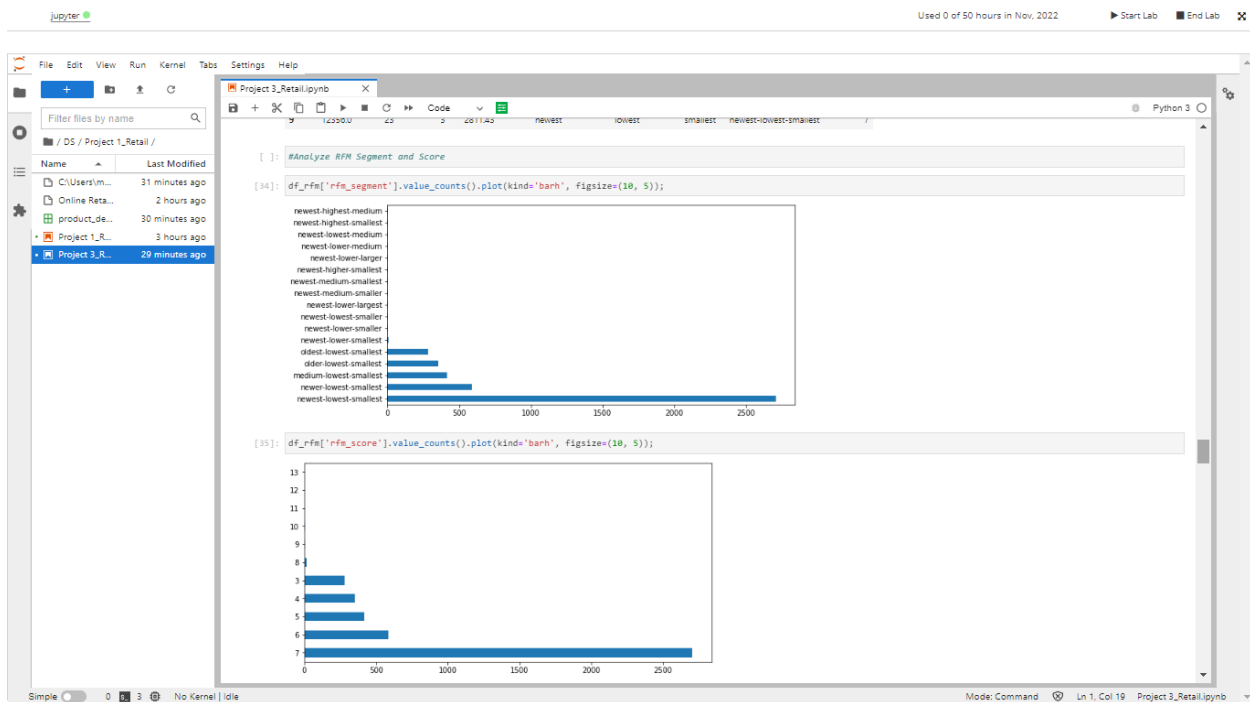 jupyter
Used 0 of 50 hours in Nov, 2022
Start Lab
End Lab
File Edit View Run Kernel Tabs Settings Help
Project 3_Retail.ipynb
Code
Python 3
Filter files by name
/ DS / Project 1_Retail /
Name
Last Modified
C:\Users\m... 31 minutes ago
Online Reta... 2 hours ago
product_de... 30 minutes ago
Project 1_R... 3 hours ago
Project 3_R... 29 minutes ago
9 12356.0 23 3 2811.43 newest lowest smallest newest-lowest-smallest 7
[ ]: #Analyze RFM Segment and Score
[34]: df_rfm['rfm_segment'].value_counts().plot(kind='barh', figsize=(10, 5));
newest-highest-medium
newest-highest-smallest
newest-lowest-medium
newest-lower-medium
newest-lower-larger
newest-higher-smallest
newest-medium-smallest
newest-medium-smaller
newest-lower-largest
newest-lowest-smaller
newest-lower-smaller
newest-lower-smallest
oldest-lowest-smallest
older-lowest-smallest
medium-lowest-smallest
newer-lowest-smallest
newest-lowest-smallest
0 500 1000 1500 2000 2500
[35]: df_rfm['rfm_score'].value_counts().plot(kind='barh', figsize=(10, 5));
13
12
11
10
9
8
3
4
5
6
7
0 500 1000 1500 2000 2500
Simple 0 $_ 3 No Kernel | Idle
Mode: Command Ln 1, Col 19 Project 3_Retail.ipynb